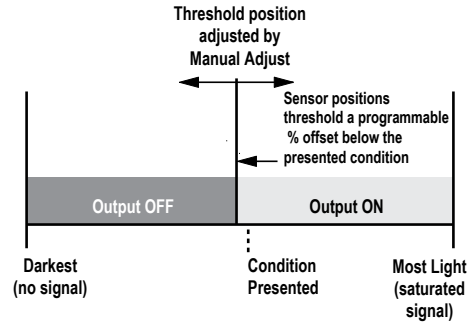 Threshold position
adjusted by
Manual Adjust
Sensor positions
threshold a programmable
% offset below the
presented condition
Output OFF
Output ON
Darkest
(no signal)
Condition
Presented
Most Light
(saturated
signal)